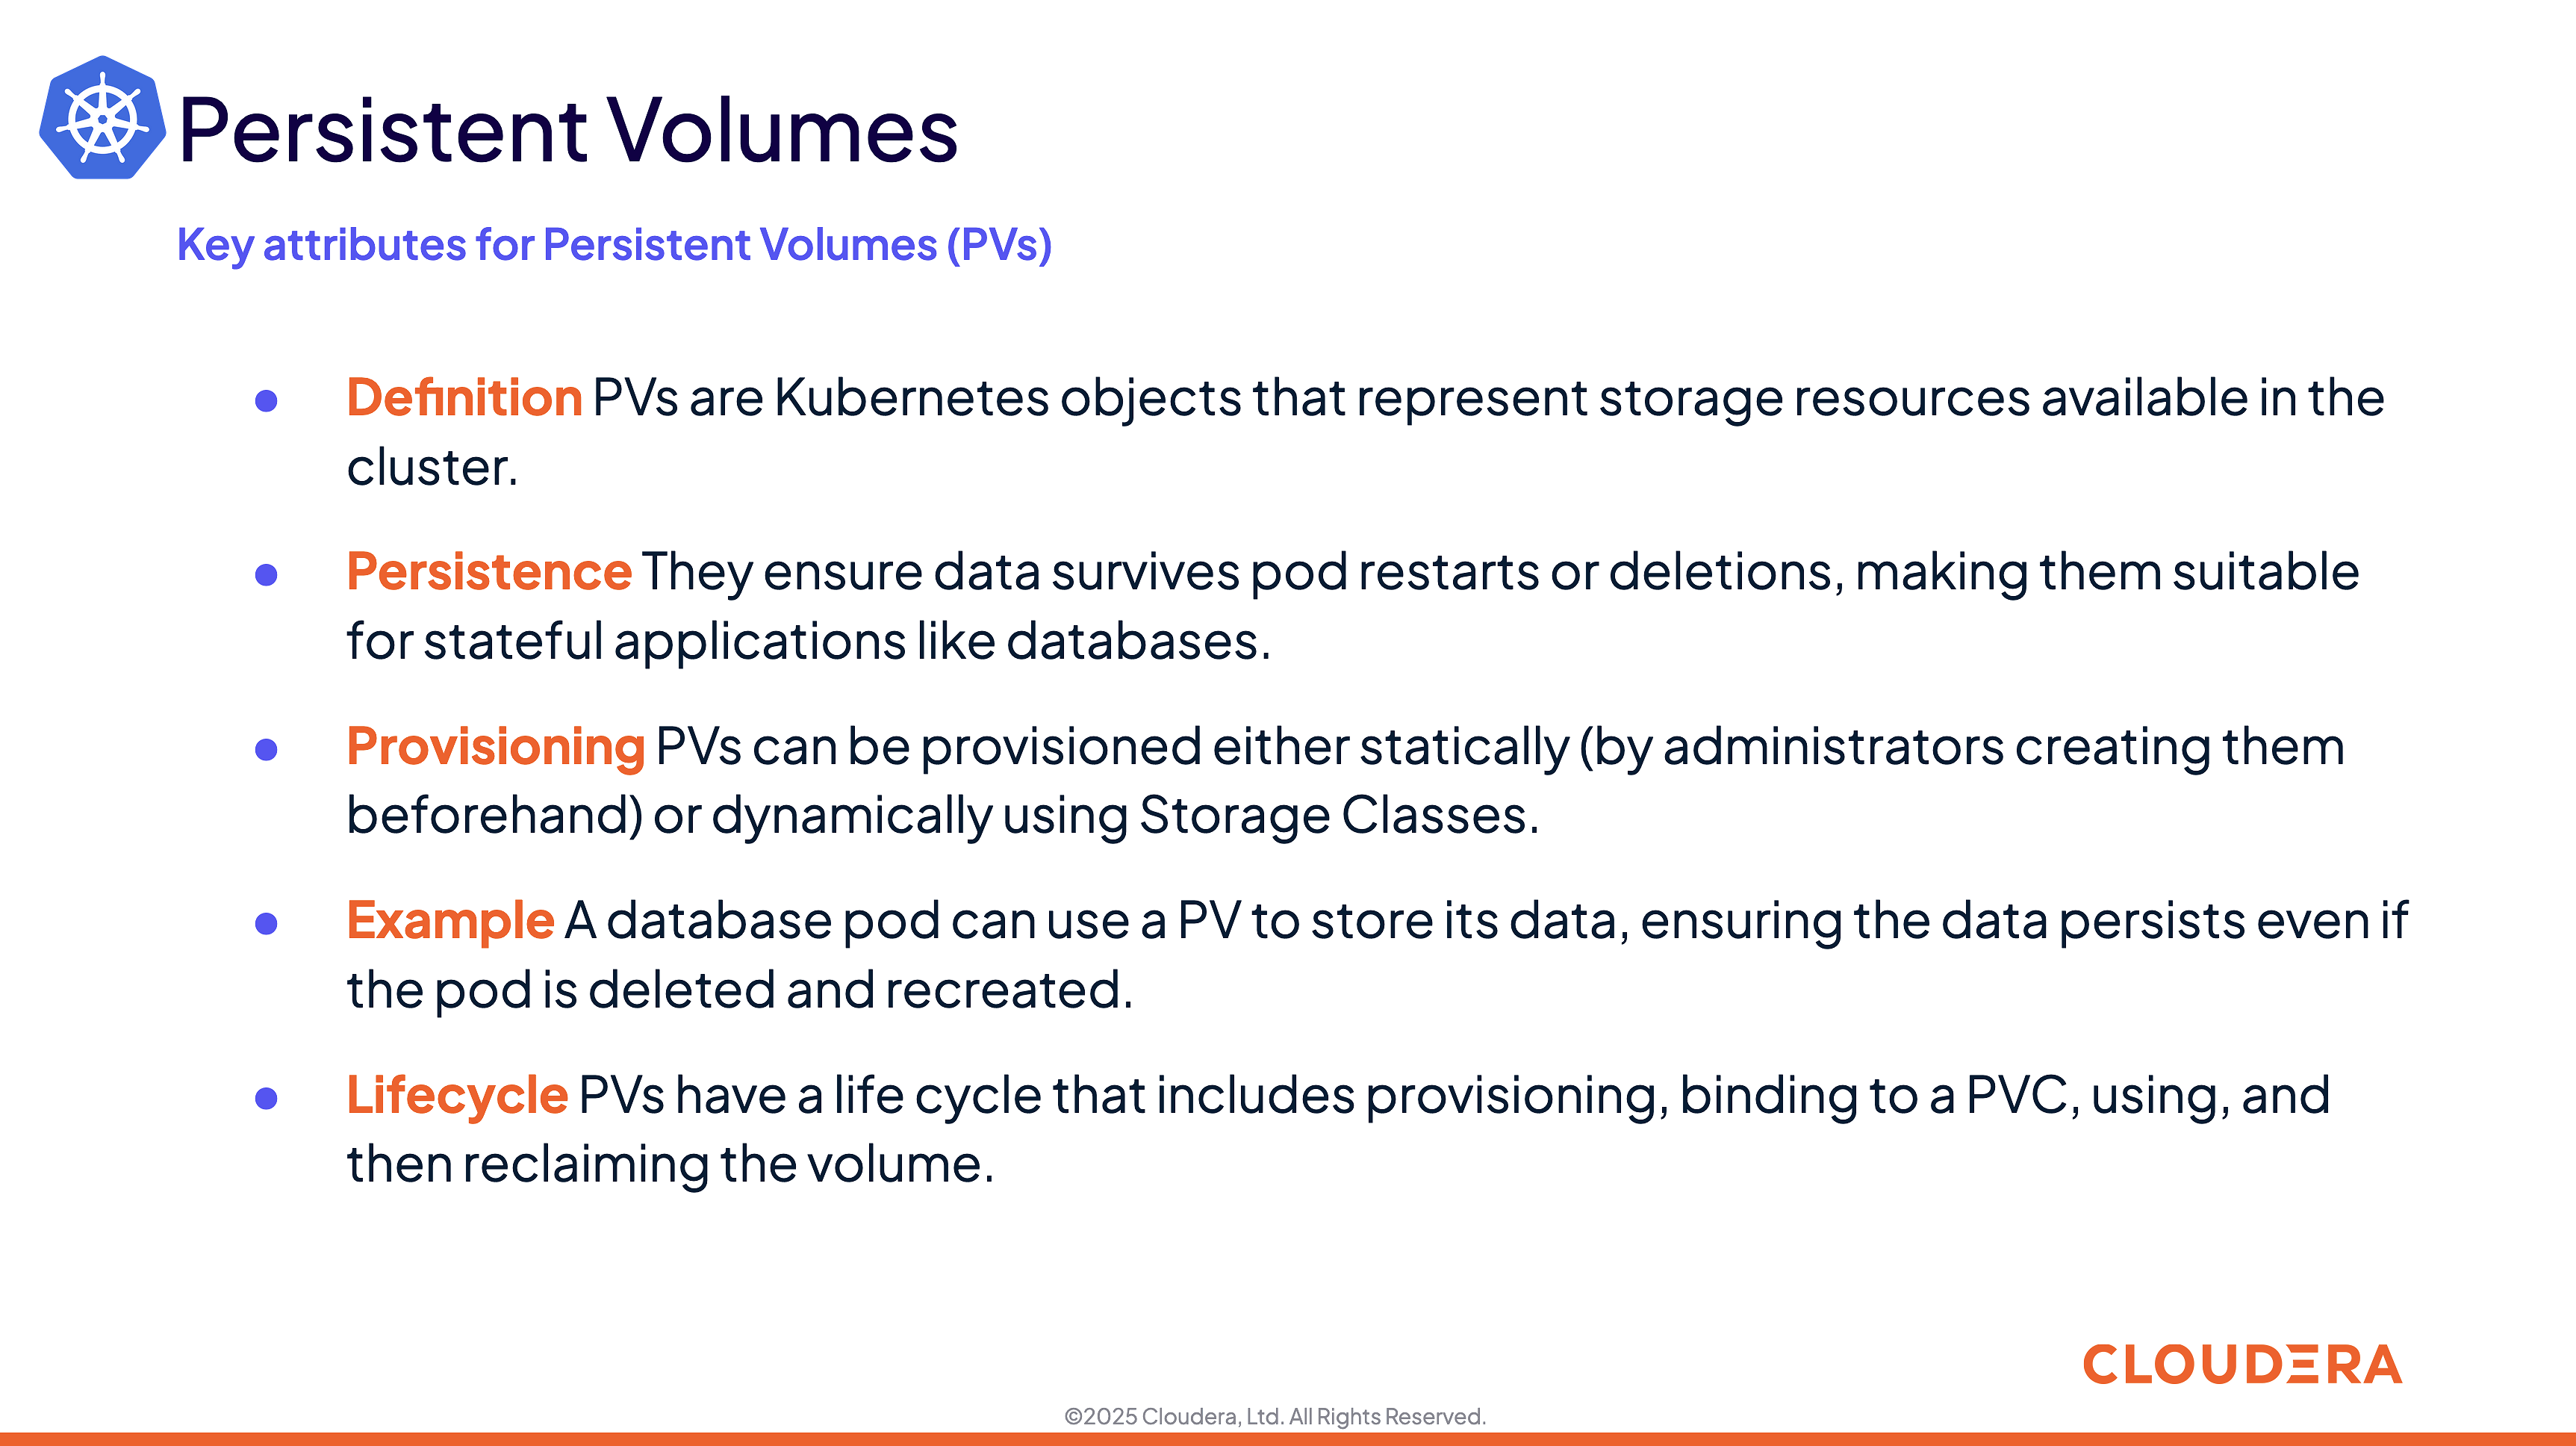 Persistent Volumes
Key attributes for Persistent Volumes (PVs)
● Definition PVs are Kubernetes objects that represent storage resources available in the
cluster.
● Persistence They ensure data survives pod restarts or deletions, making them suitable
for stateful applications like databases.
● Provisioning PVs can be provisioned either statically (by administrators creating them
beforehand) or dynamically using Storage Classes.
● Example A database pod can use a PV to store its data, ensuring the data persists even if
the pod is deleted and recreated.
● Lifecycle PVs have a life cycle that includes provisioning, binding to a PVC, using, and
then reclaiming the volume.
CLOUDERA
©2025 Cloudera, Ltd. All Rights Reserved.